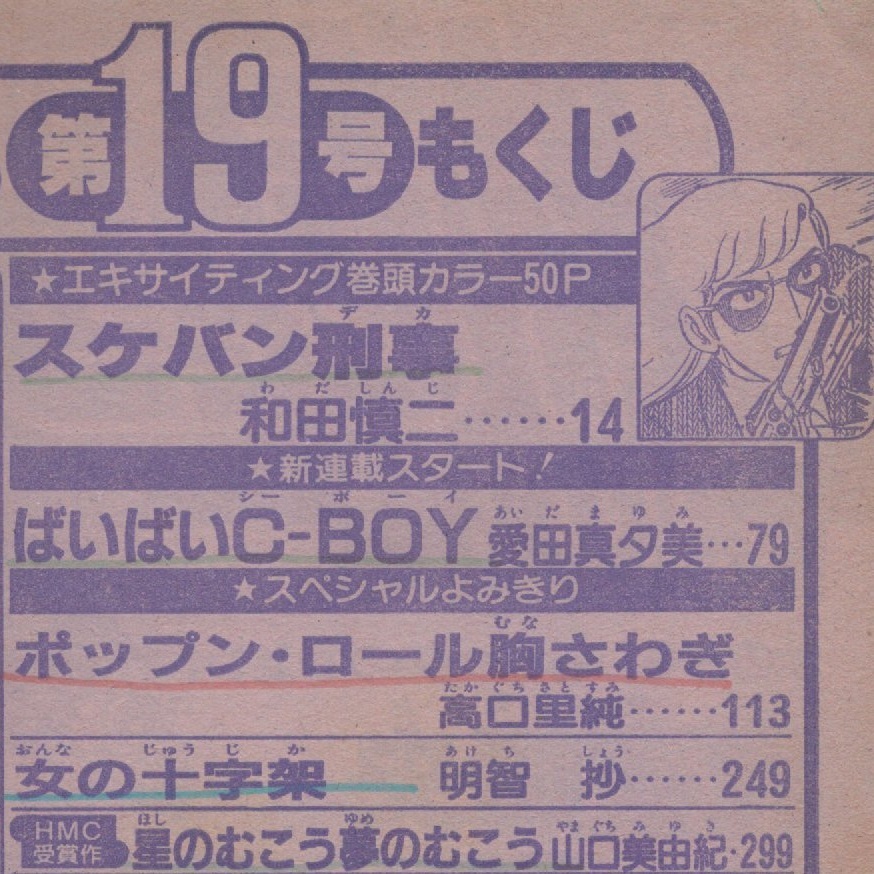 第19号もくじ
★エキサイティング巻頭カラー50P
デカ
スケバン刑事
わだしんじ
和田慎二……14
★新連載スタート！
シーボーイ
ばいばいC-BOY
あいだまゆみ
愛田真夕美…79
★スペシャルよみきり
むな
ポップン・ロール胸さわぎ
たかぐちさとすみ
高口里純……113
おんな じゅうじか
女の十字架
あけち しょう
明智 抄……249
HMC
受賞作
ほし ゆめ
星のむこう夢のむこう
やまぐちみゆき
山口美由紀・299